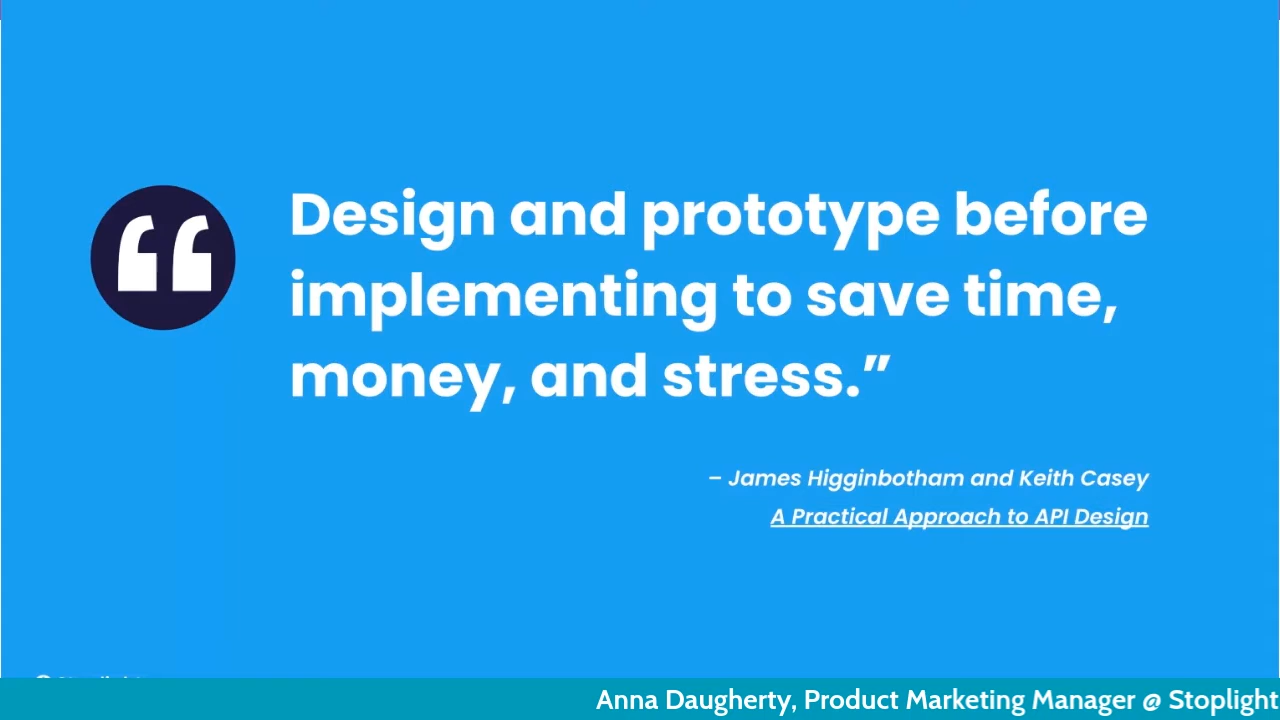 “
Design and prototype before
implementing to save time,
money, and stress.”
– James Higginbotham and Keith Casey
A Practical Approach to API Design
Anna Daugherty, Product Marketing Manager @ Stoplight